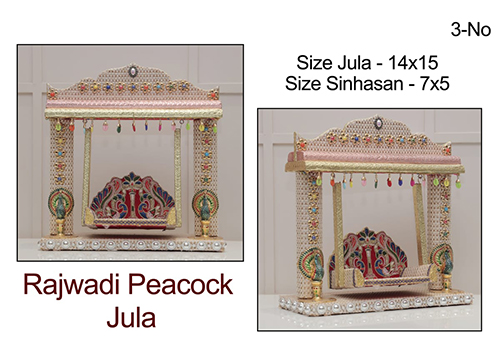 3-No
Size Jula - 14x15
Size Sinhasan - 7x5
Rajwadi Peacock
Jula